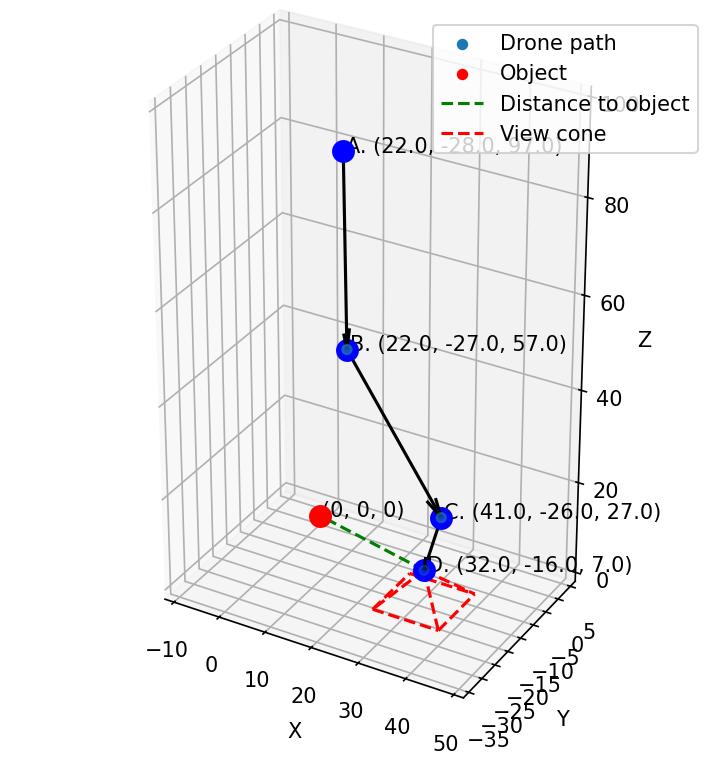 Drone path
Object
Distance to object
View cone
100
A. (22.0, -28.0, 97.0)
80
B. (22.0, -27.0, 57.0)
60
Z
40
20
(0, 0, 0)
C. (41.0, -26.0, 27.0)
D. (32.0, -16.0, 7.0)
0
−10
0
10
20
30
40
50
X
5
0
−5
−10
−15
−20
−25
−30
−35
Y